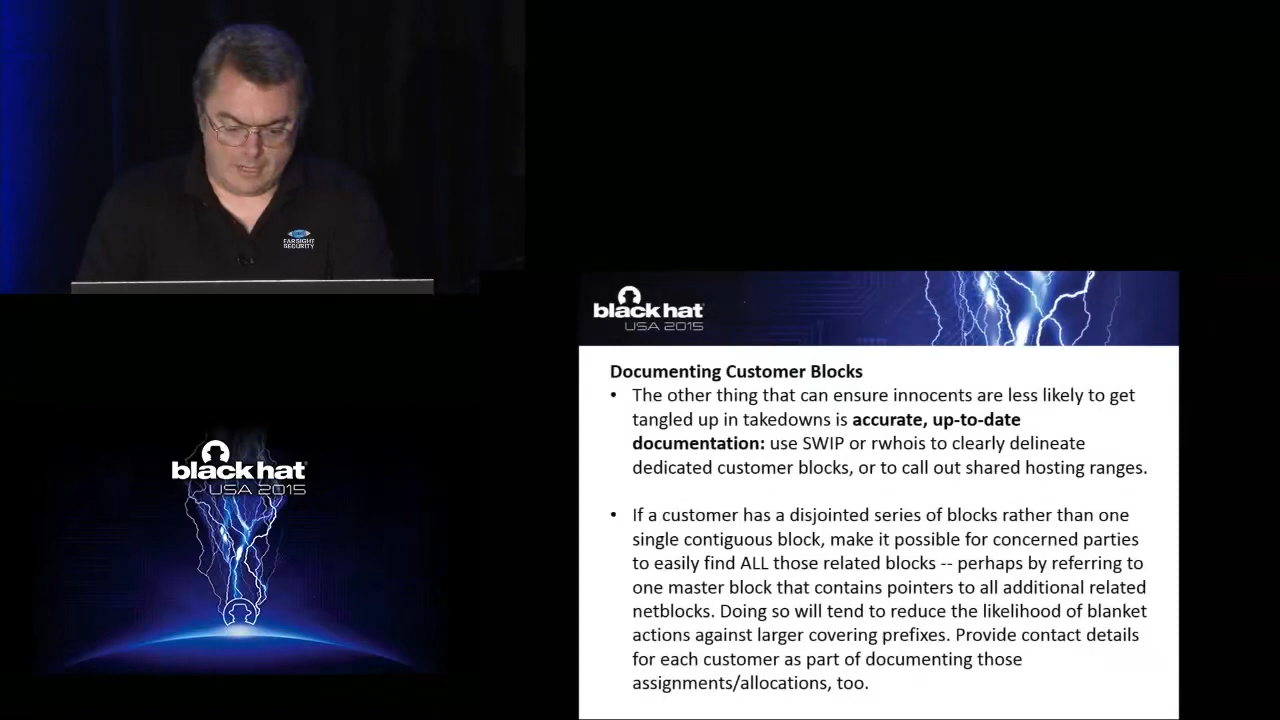 FARSIGHT
SECURITY
black hat
USA 2015
black hat
USA 2015
Documenting Customer Blocks
• The other thing that can ensure innocents are less likely to get
tangled up in takedowns is accurate, up-to-date
documentation: use SWIP or rwhois to clearly delineate
dedicated customer blocks, or to call out shared hosting ranges.
• If a customer has a disjointed series of blocks rather than one
single contiguous block, make it possible for concerned parties
to easily find ALL those related blocks -- perhaps by referring to
one master block that contains pointers to all additional related
netblocks. Doing so will tend to reduce the likelihood of blanket
actions against larger covering prefixes. Provide contact details
for each customer as part of documenting those
assignments/allocations, too.